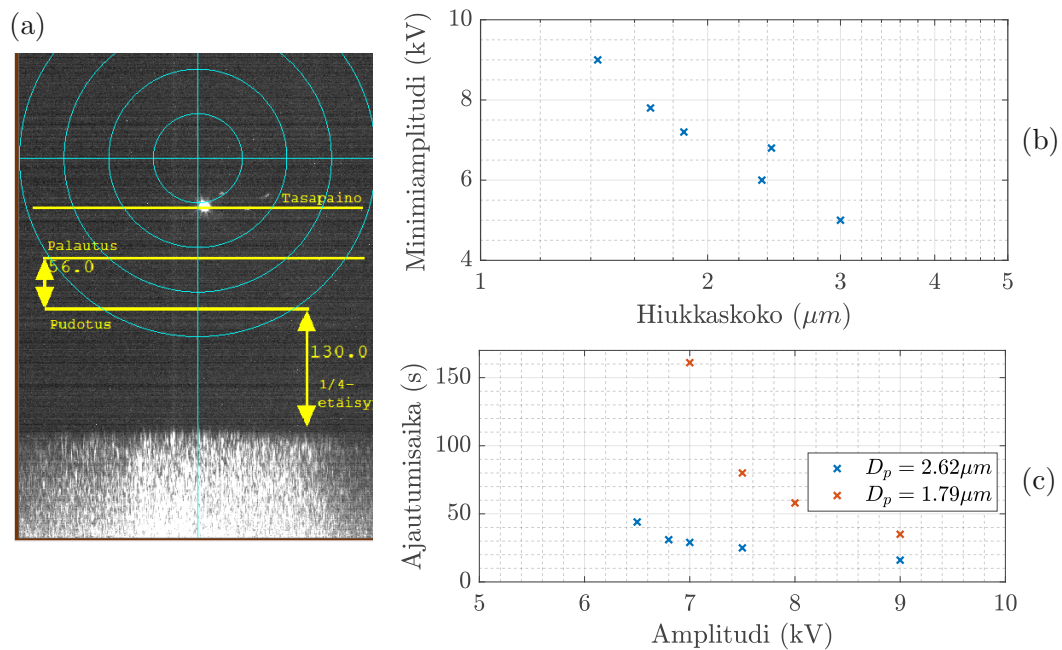 (a)
Tasapaino
Palautus
56.0
Pudotus
130.0
1/4-
etäisy
10
8
6
4
Minimiamplitudi (kV)
1
2
3
4
5
Hiukkaskoko (μm)
(b)
150
100
50
0
Ajautumisaika (s)
D_p = 2.62μm
D_p = 1.79μm
5
6
7
8
9
10
Amplitudi (kV)
(c)